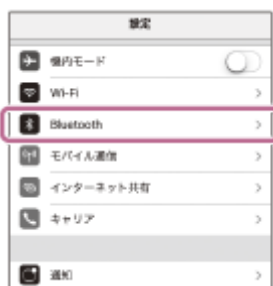 設定
機内モード
Wi-Fi
Bluetooth
モバイル通信
インターネット共有
キャリア
通知